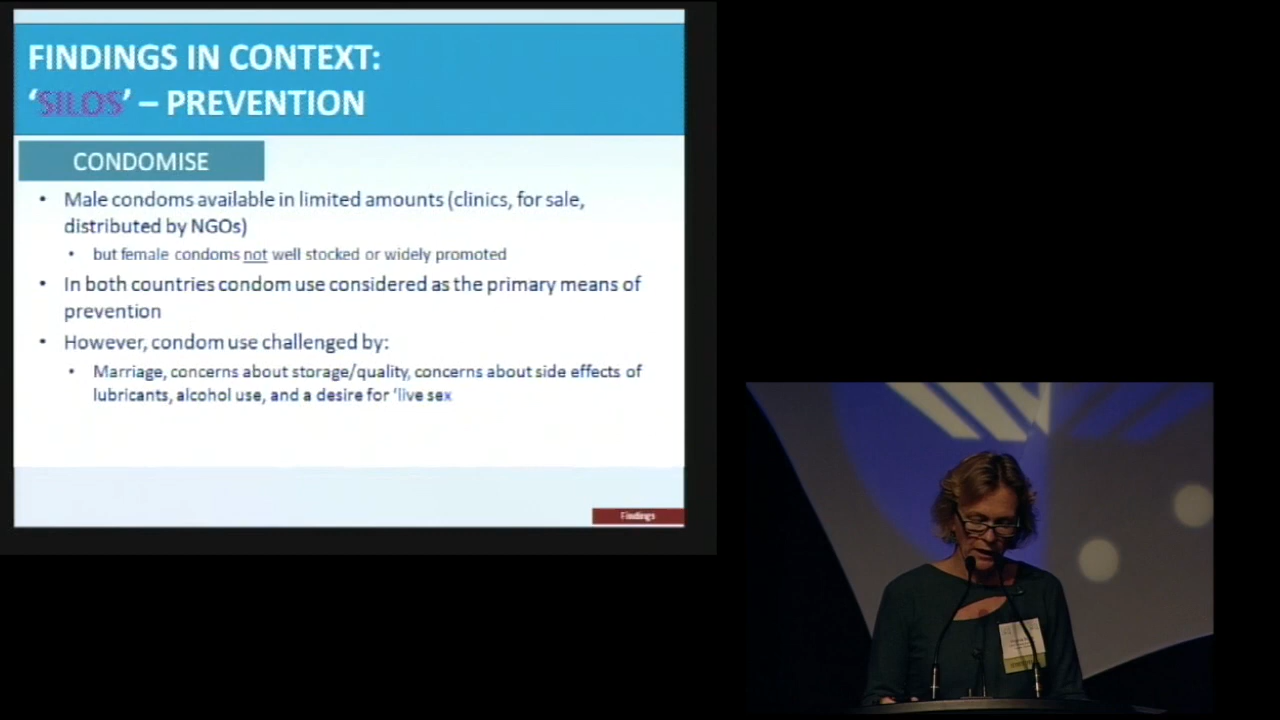 FINDINGS IN CONTEXT:
‘SILOS’ – PREVENTION
CONDOMISE
• Male condoms available in limited amounts (clinics, for sale,
distributed by NGOs)
• but female condoms not well stocked or widely promoted
• In both countries condom use considered as the primary means of
prevention
• However, condom use challenged by:
• Marriage, concerns about storage/quality, concerns about side effects of
lubricants, alcohol use, and a desire for ‘live sex
Findings